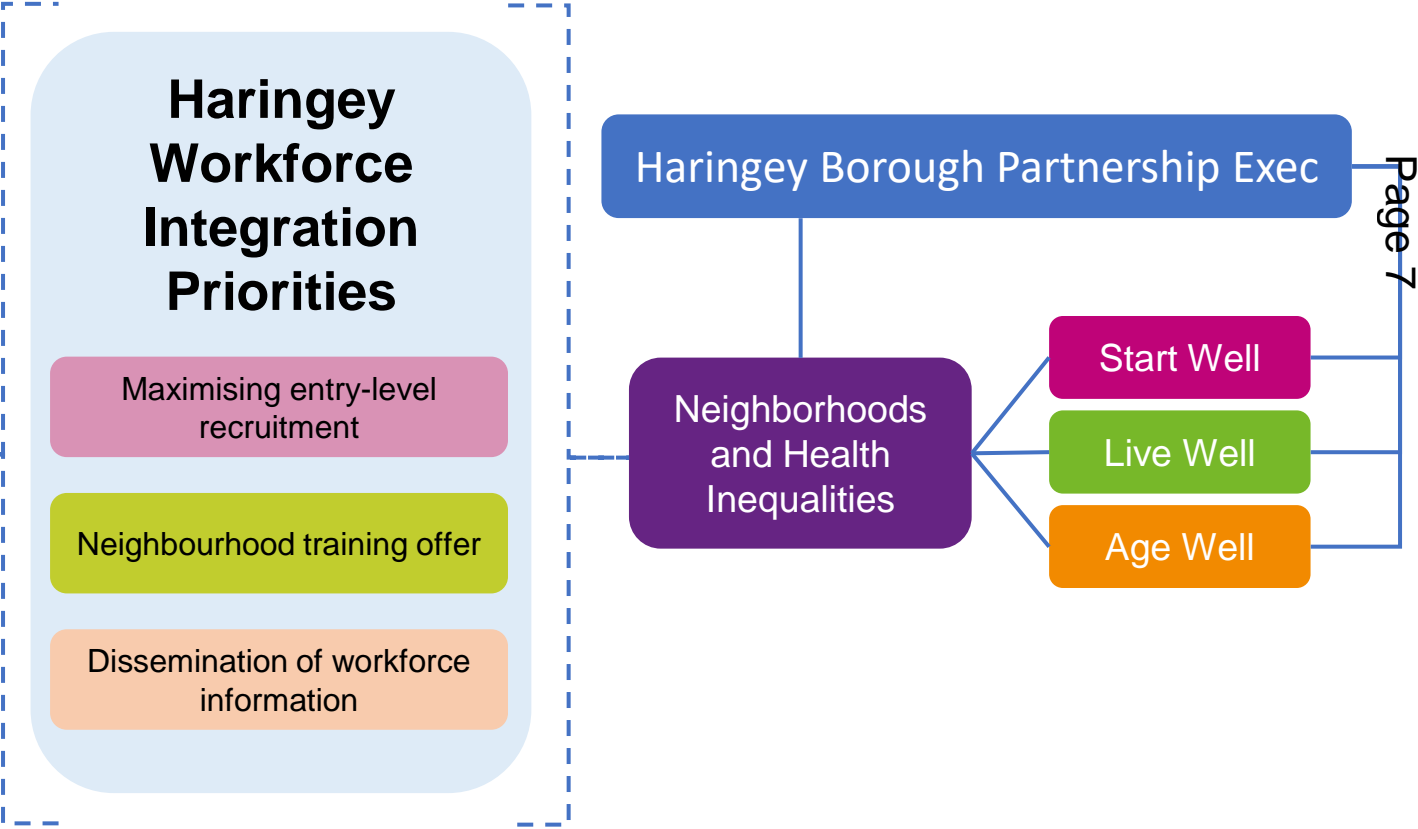 Haringey
Workforce
Integration
Priorities
Maximising entry-level
recruitment
Neighbourhood training offer
Dissemination of workforce
information
Haringey Borough Partnership Exec
Neighborhoods
and Health
Inequalities
Start Well
Live Well
Age Well
Page 7